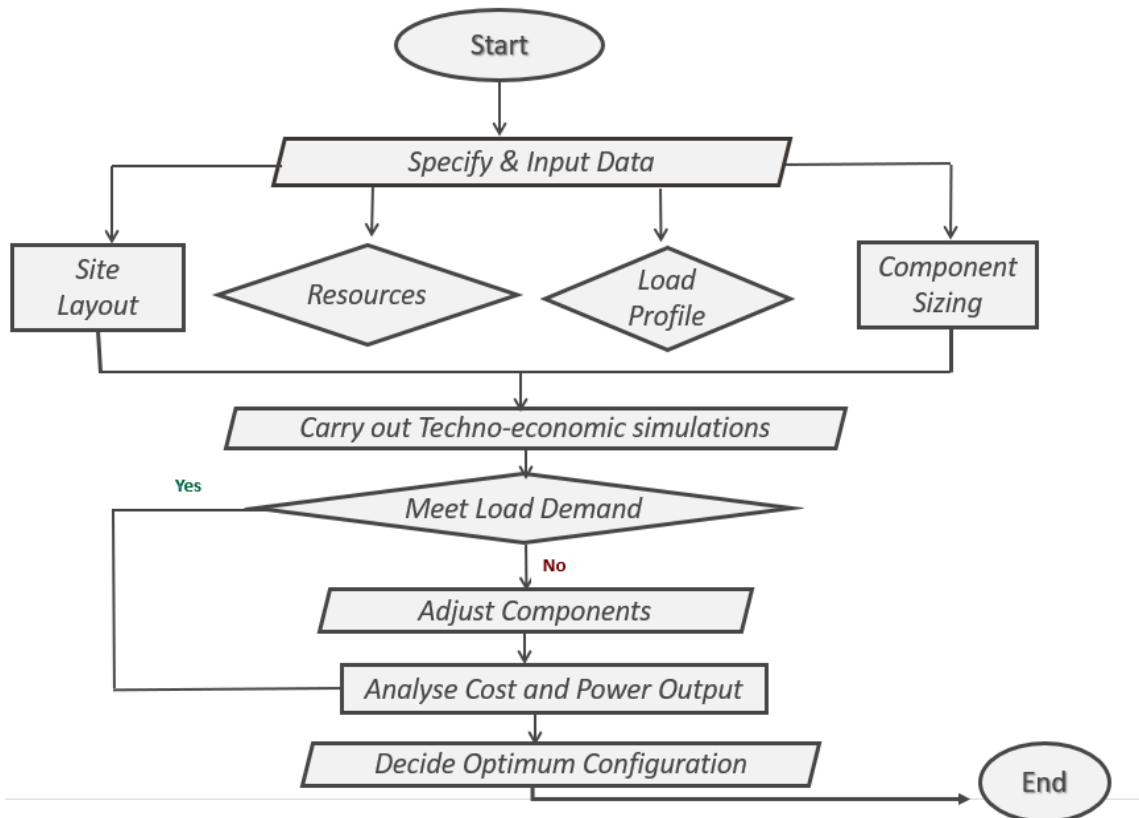 Start
Specify & Input Data
Site
Layout
Resources
Load
Profile
Component
Sizing
Carry out Techno-economic simulations
Yes
Meet Load Demand
No
Adjust Components
Analyse Cost and Power Output
Decide Optimum Configuration
End